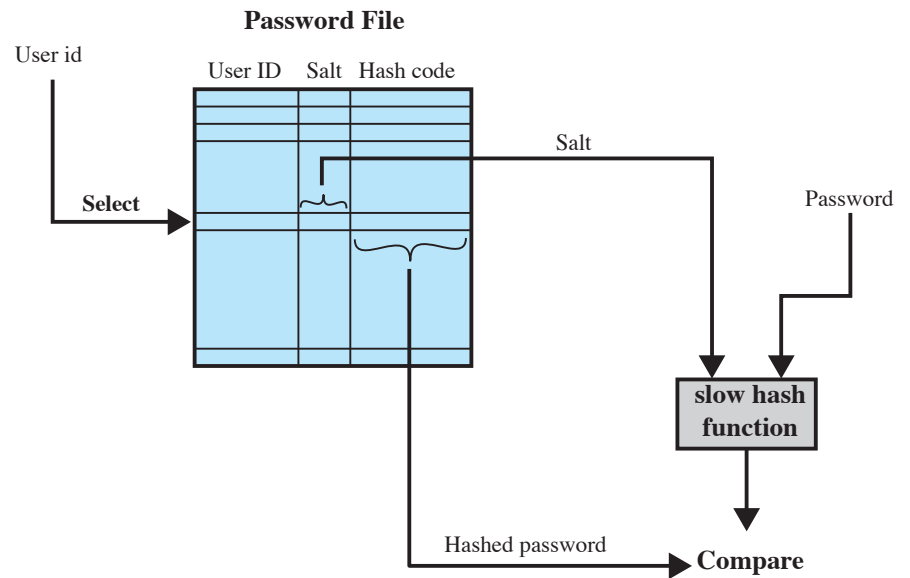 Password File
User id
User ID Salt Hash code
Salt
Select
Password
slow hash
function
Hashed password
Compare